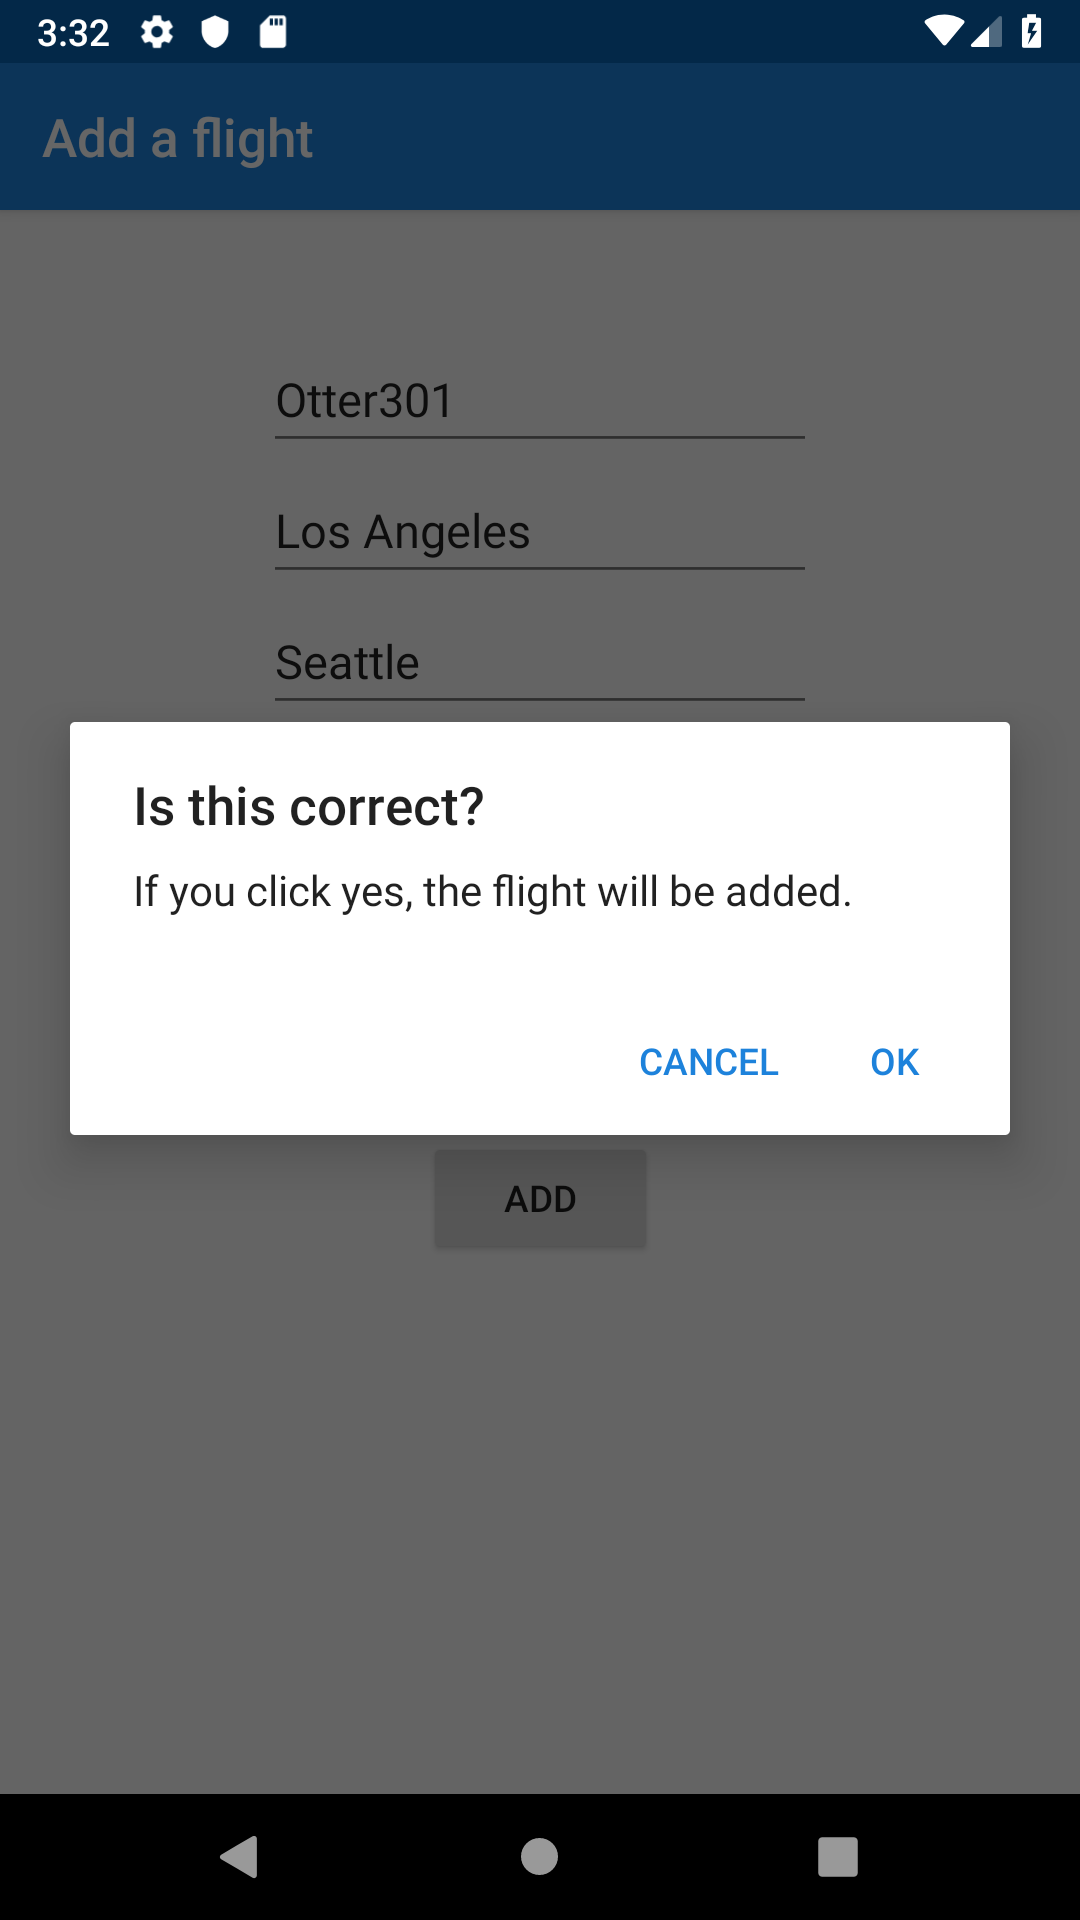 3:32
Add a flight
Otter301
Los Angeles
Seattle
Is this correct?
If you click yes, the flight will be added.
CANCEL OK
ADD